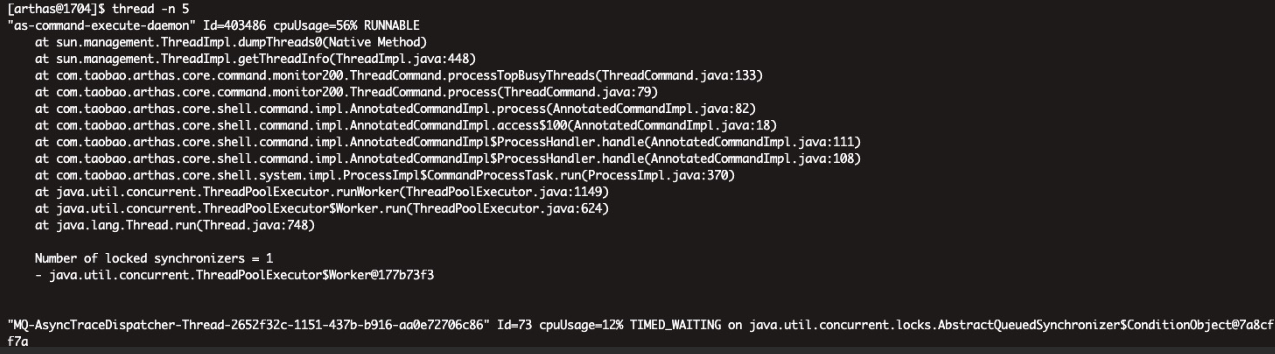 [arthas@1704]$ thread -n 5
"as-command-execute-daemon" Id=403486 cpuUsage=56% RUNNABLE
    at sun.management.ThreadImpl.dumpThreads0(Native Method)
    at sun.management.ThreadImpl.getThreadInfo(ThreadImpl.java:448)
    at com.taobao.arthas.core.command.monitor200.ThreadCommand.processTopBusyThreads(ThreadCommand.java:133)
    at com.taobao.arthas.core.command.monitor200.ThreadCommand.process(ThreadCommand.java:79)
    at com.taobao.arthas.core.shell.command.impl.AnnotatedCommandImpl.process(AnnotatedCommandImpl.java:82)
    at com.taobao.arthas.core.shell.command.impl.AnnotatedCommandImpl.access$100(AnnotatedCommandImpl.java:18)
    at com.taobao.arthas.core.shell.command.impl.AnnotatedCommandImpl$ProcessHandler.handle(AnnotatedCommandImpl.java:111)
    at com.taobao.arthas.core.shell.command.impl.AnnotatedCommandImpl$ProcessHandler.handle(AnnotatedCommandImpl.java:108)
    at com.taobao.arthas.core.shell.system.impl.ProcessImpl$CommandProcessTask.run(ProcessImpl.java:370)
    at java.util.concurrent.ThreadPoolExecutor.runWorker(ThreadPoolExecutor.java:1149)
    at java.util.concurrent.ThreadPoolExecutor$Worker.run(ThreadPoolExecutor.java:624)
    at java.lang.Thread.run(Thread.java:748)
    Number of locked synchronizers = 1
    - java.util.concurrent.ThreadPoolExecutor$Worker@177b73f3
"MQ-AsyncTraceDispatcher-Thread-2652f32c-1151-437b-b916-aa0e72706c86" Id=73 cpuUsage=12% TIMED_WAITING on java.util.concurrent.locks.AbstractQueuedSynchronizer$ConditionObject@7a8cf
f7a